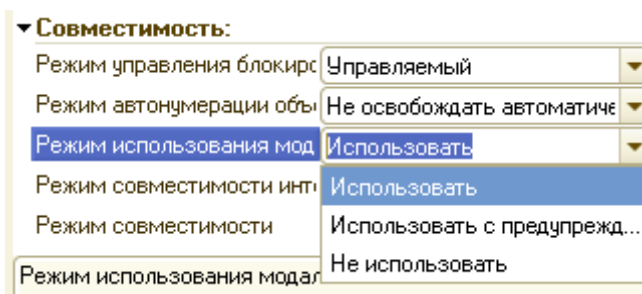 Совместимость:
Режим управления блокирс Управляемый
Режим автонумерации объ Не освобождать автоматиче
Режим использования мод Использовать
Режим совместимости инт Использовать
Режим совместимости Использовать с предупрежд...
Не использовать
Режим использования модал